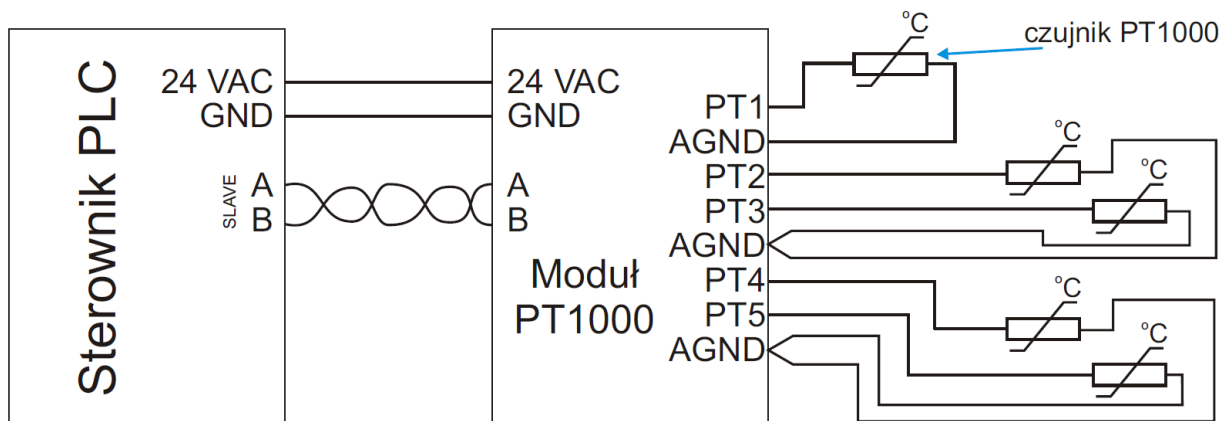 Sterownik PLC
24 VAC
GND
SLAVE
A
B
24 VAC
GND
A
B
Moduł
PT1000
PT1
AGND
PT2
PT3
AGND
PT4
PT5
AGND
°C
czujnik PT1000
°C
°C
°C
°C